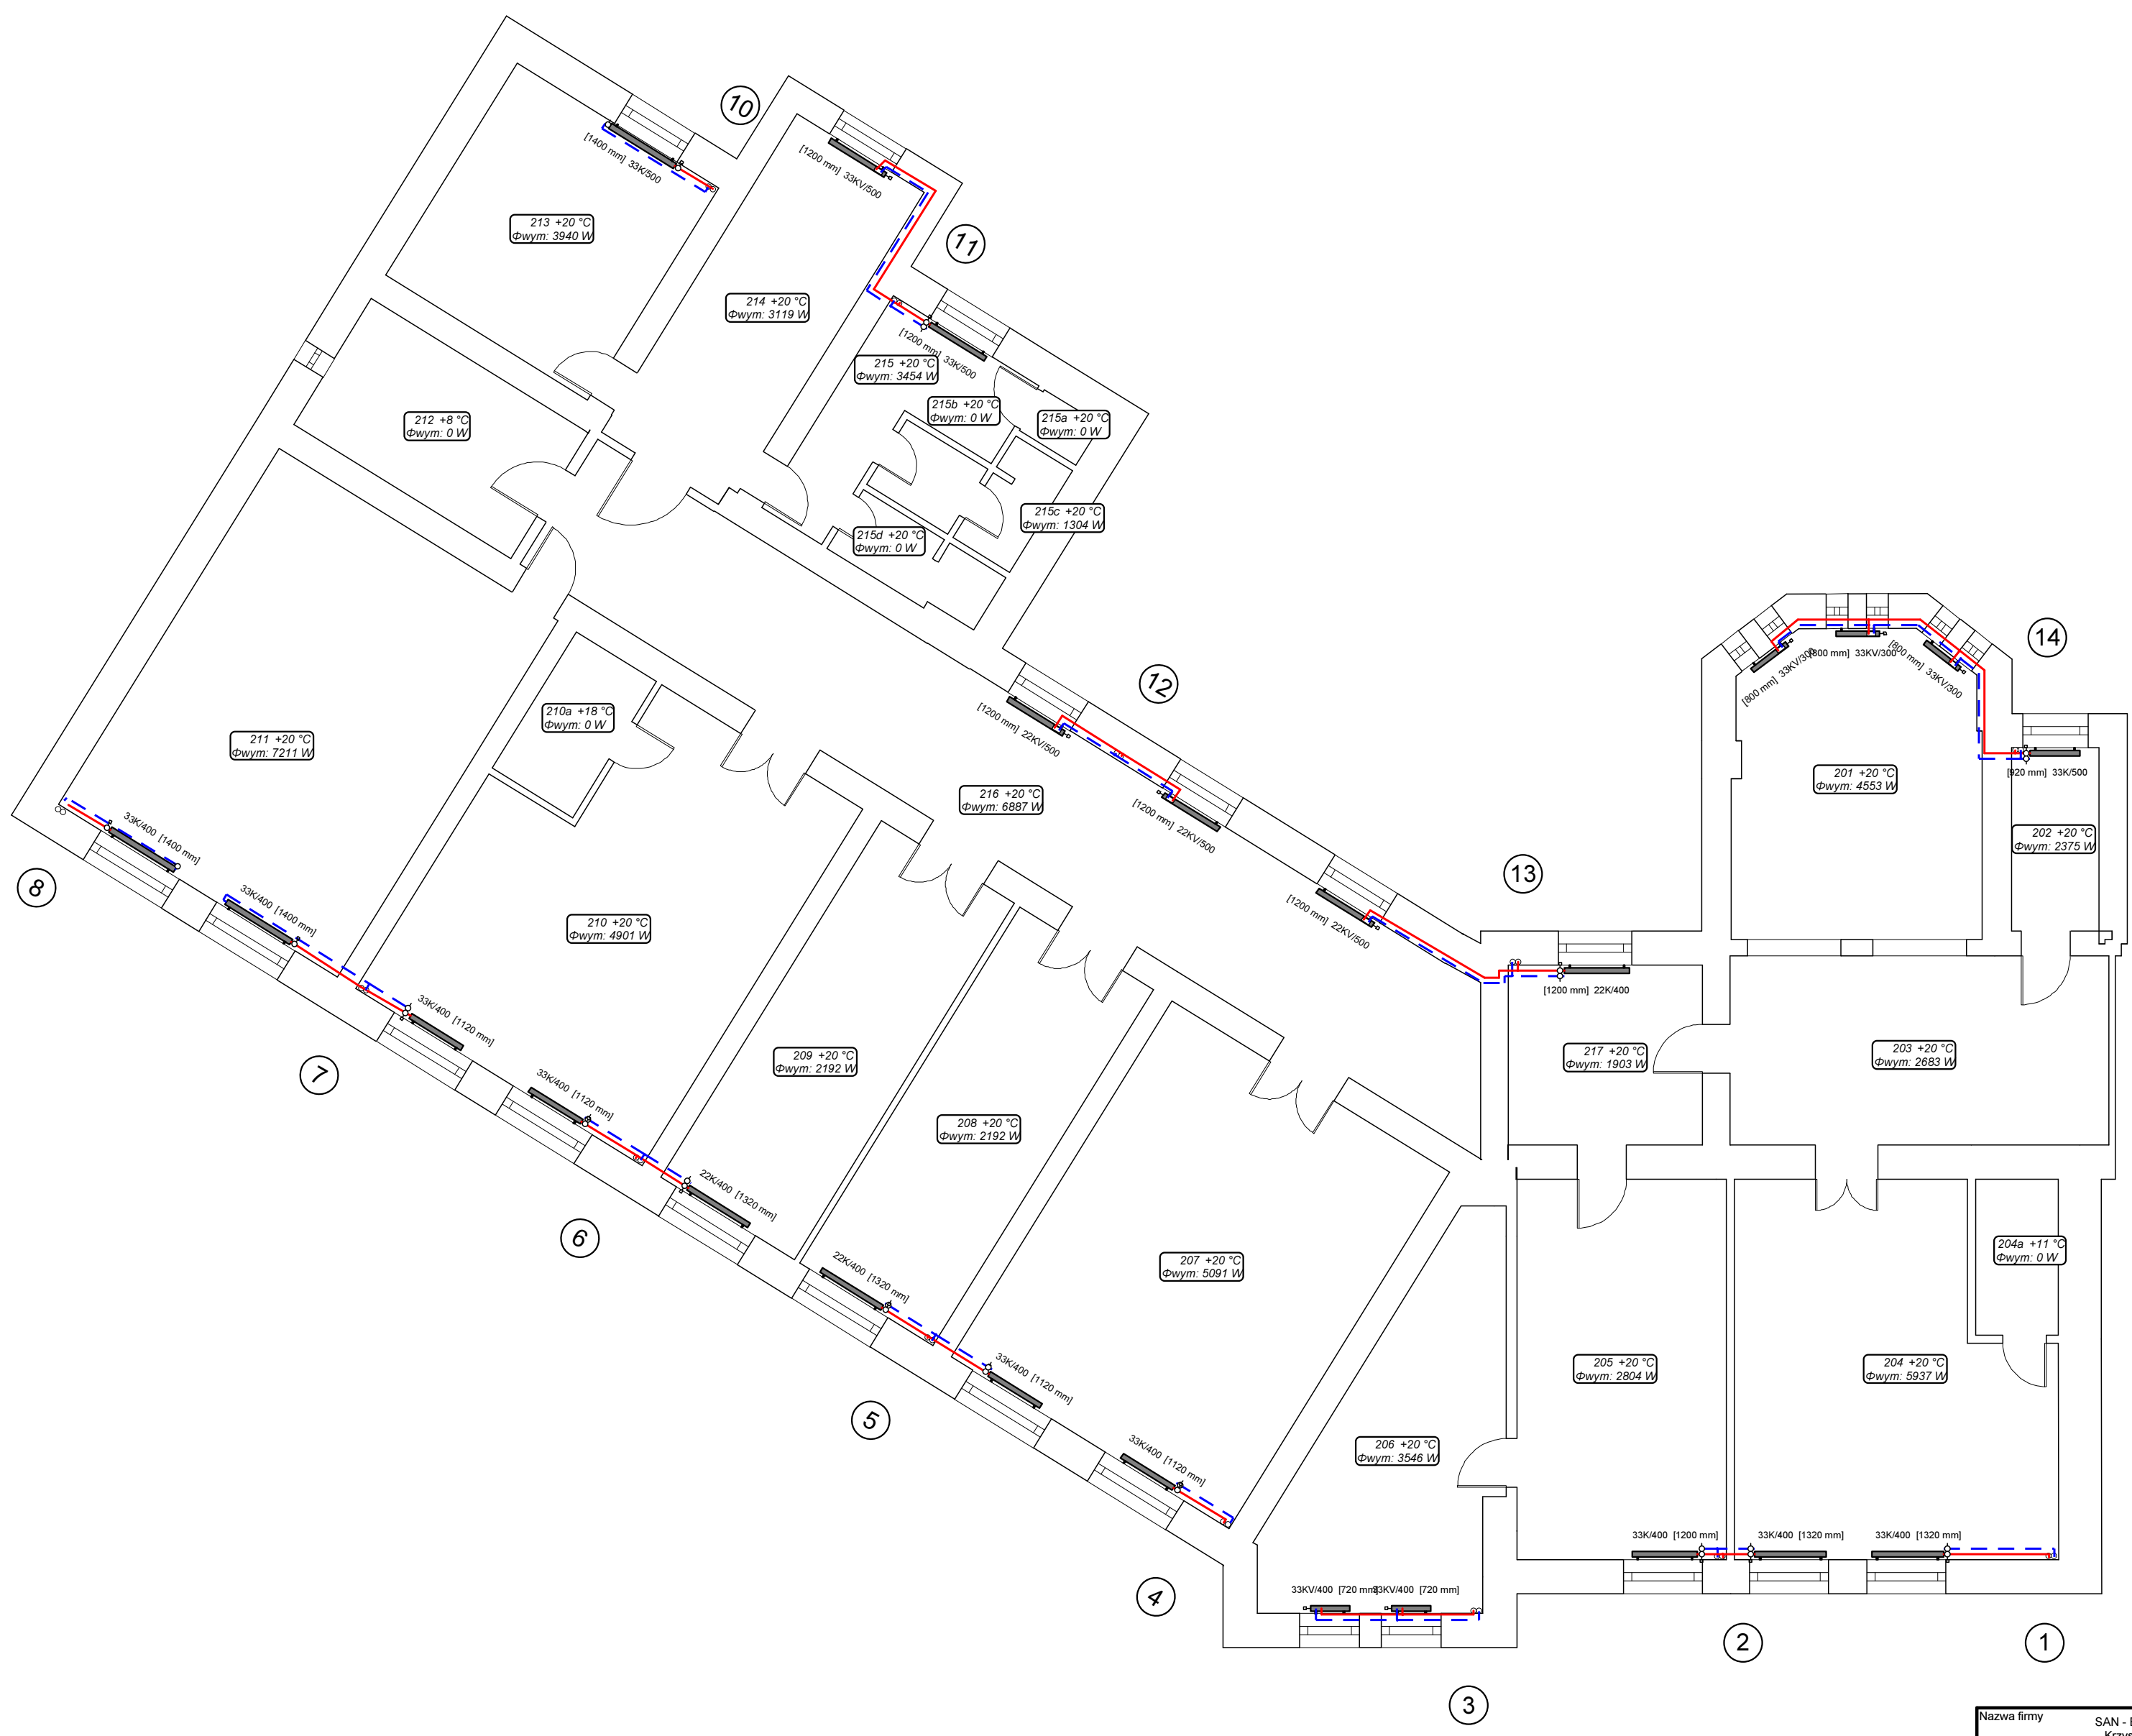 10
[1400 mm] 33K/500
[1200 mm] 33KV/500
213 +20 °C
Φwym: 3940 W
11
214 +20 °C
Φwym: 3119 W
[1200 mm] 33K/500
215 +20 °C
Φwym: 3454 W
215b +20 °C
Φwym: 0 W
215a +20 °C
Φwym: 0 W
212 +8 °C
Φwym: 0 W
215c +20 °C
Φwym: 1304 W
215d +20 °C
Φwym: 0 W
14
[800 mm] 33KV/300
[800 mm] 33KV/300
[800 mm] 33KV/300
12
210a +18 °C
Φwym: 0 W
[1200 mm] 22KV/500
211 +20 °C
Φwym: 7211 W
[920 mm] 33K/500
201 +20 °C
Φwym: 4553 W
216 +20 °C
Φwym: 6887 W
[1200 mm] 22KV/500
202 +20 °C
Φwym: 2375 W
33K/400 [1400 mm]
8
13
33K/400 [1400 mm]
210 +20 °C
Φwym: 4901 W
[1200 mm] 22KV/500
[1200 mm] 22K/400
33K/400 [1120 mm]
209 +20 °C
Φwym: 2192 W
217 +20 °C
Φwym: 1903 W
203 +20 °C
Φwym: 2683 W
7
33K/400 [1120 mm]
208 +20 °C
Φwym: 2192 W
22K/400 [1320 mm]
6
207 +20 °C
Φwym: 5091 W
204a +11 °C
Φwym: 0 W
22K/400 [1320 mm]
33K/400 [1120 mm]
205 +20 °C
Φwym: 2804 W
204 +20 °C
Φwym: 5937 W
5
206 +20 °C
Φwym: 3546 W
33K/400 [1120 mm]
33K/400 [1200 mm]
33K/400 [1320 mm]
33K/400 [1320 mm]
4
33KV/400 [720 mm]
33KV/400 [720 mm]
2
1
3
Nazwa firmy
SAN -